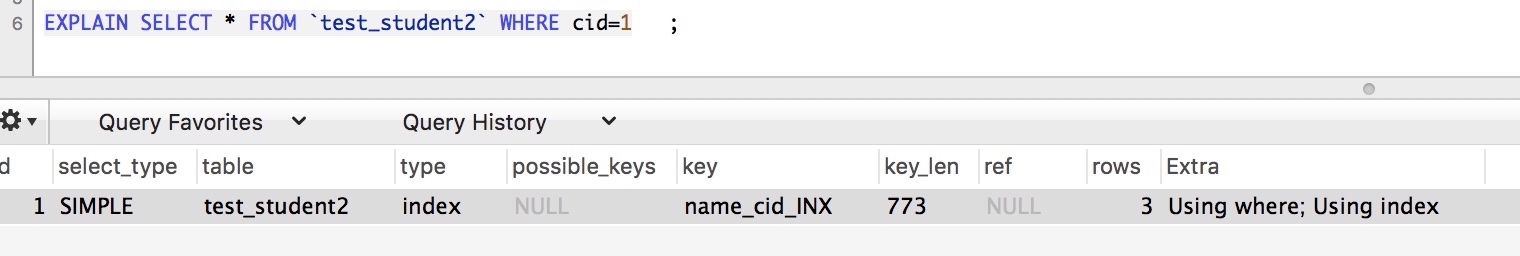 6 EXPLAIN SELECT * FROM `test_student2` WHERE cid=1 ;
Query Favorites Query History
d select_type table type possible_keys key key_len ref rows Extra
1 SIMPLE test_student2 index NULL name_cid_INX 773 NULL 3 Using where; Using index